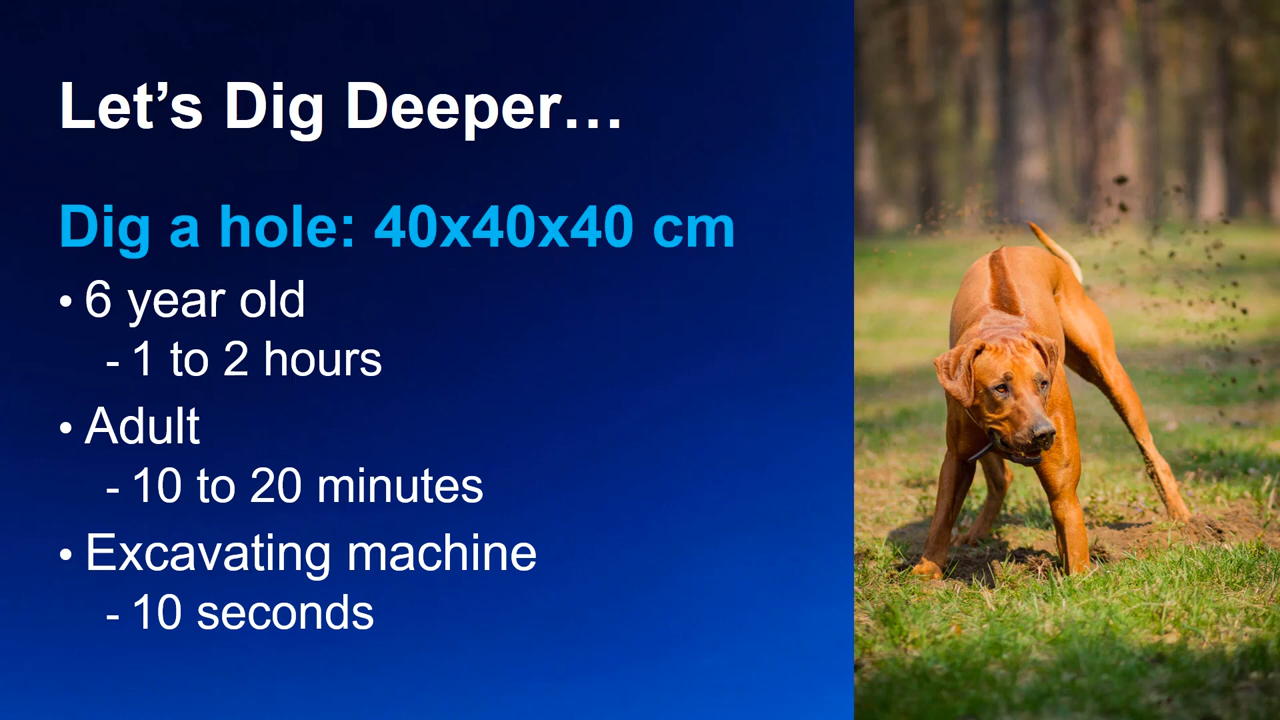 Let’s Dig Deeper…
Dig a hole: 40x40x40 cm
• 6 year old
- 1 to 2 hours
• Adult
- 10 to 20 minutes
• Excavating machine
- 10 seconds